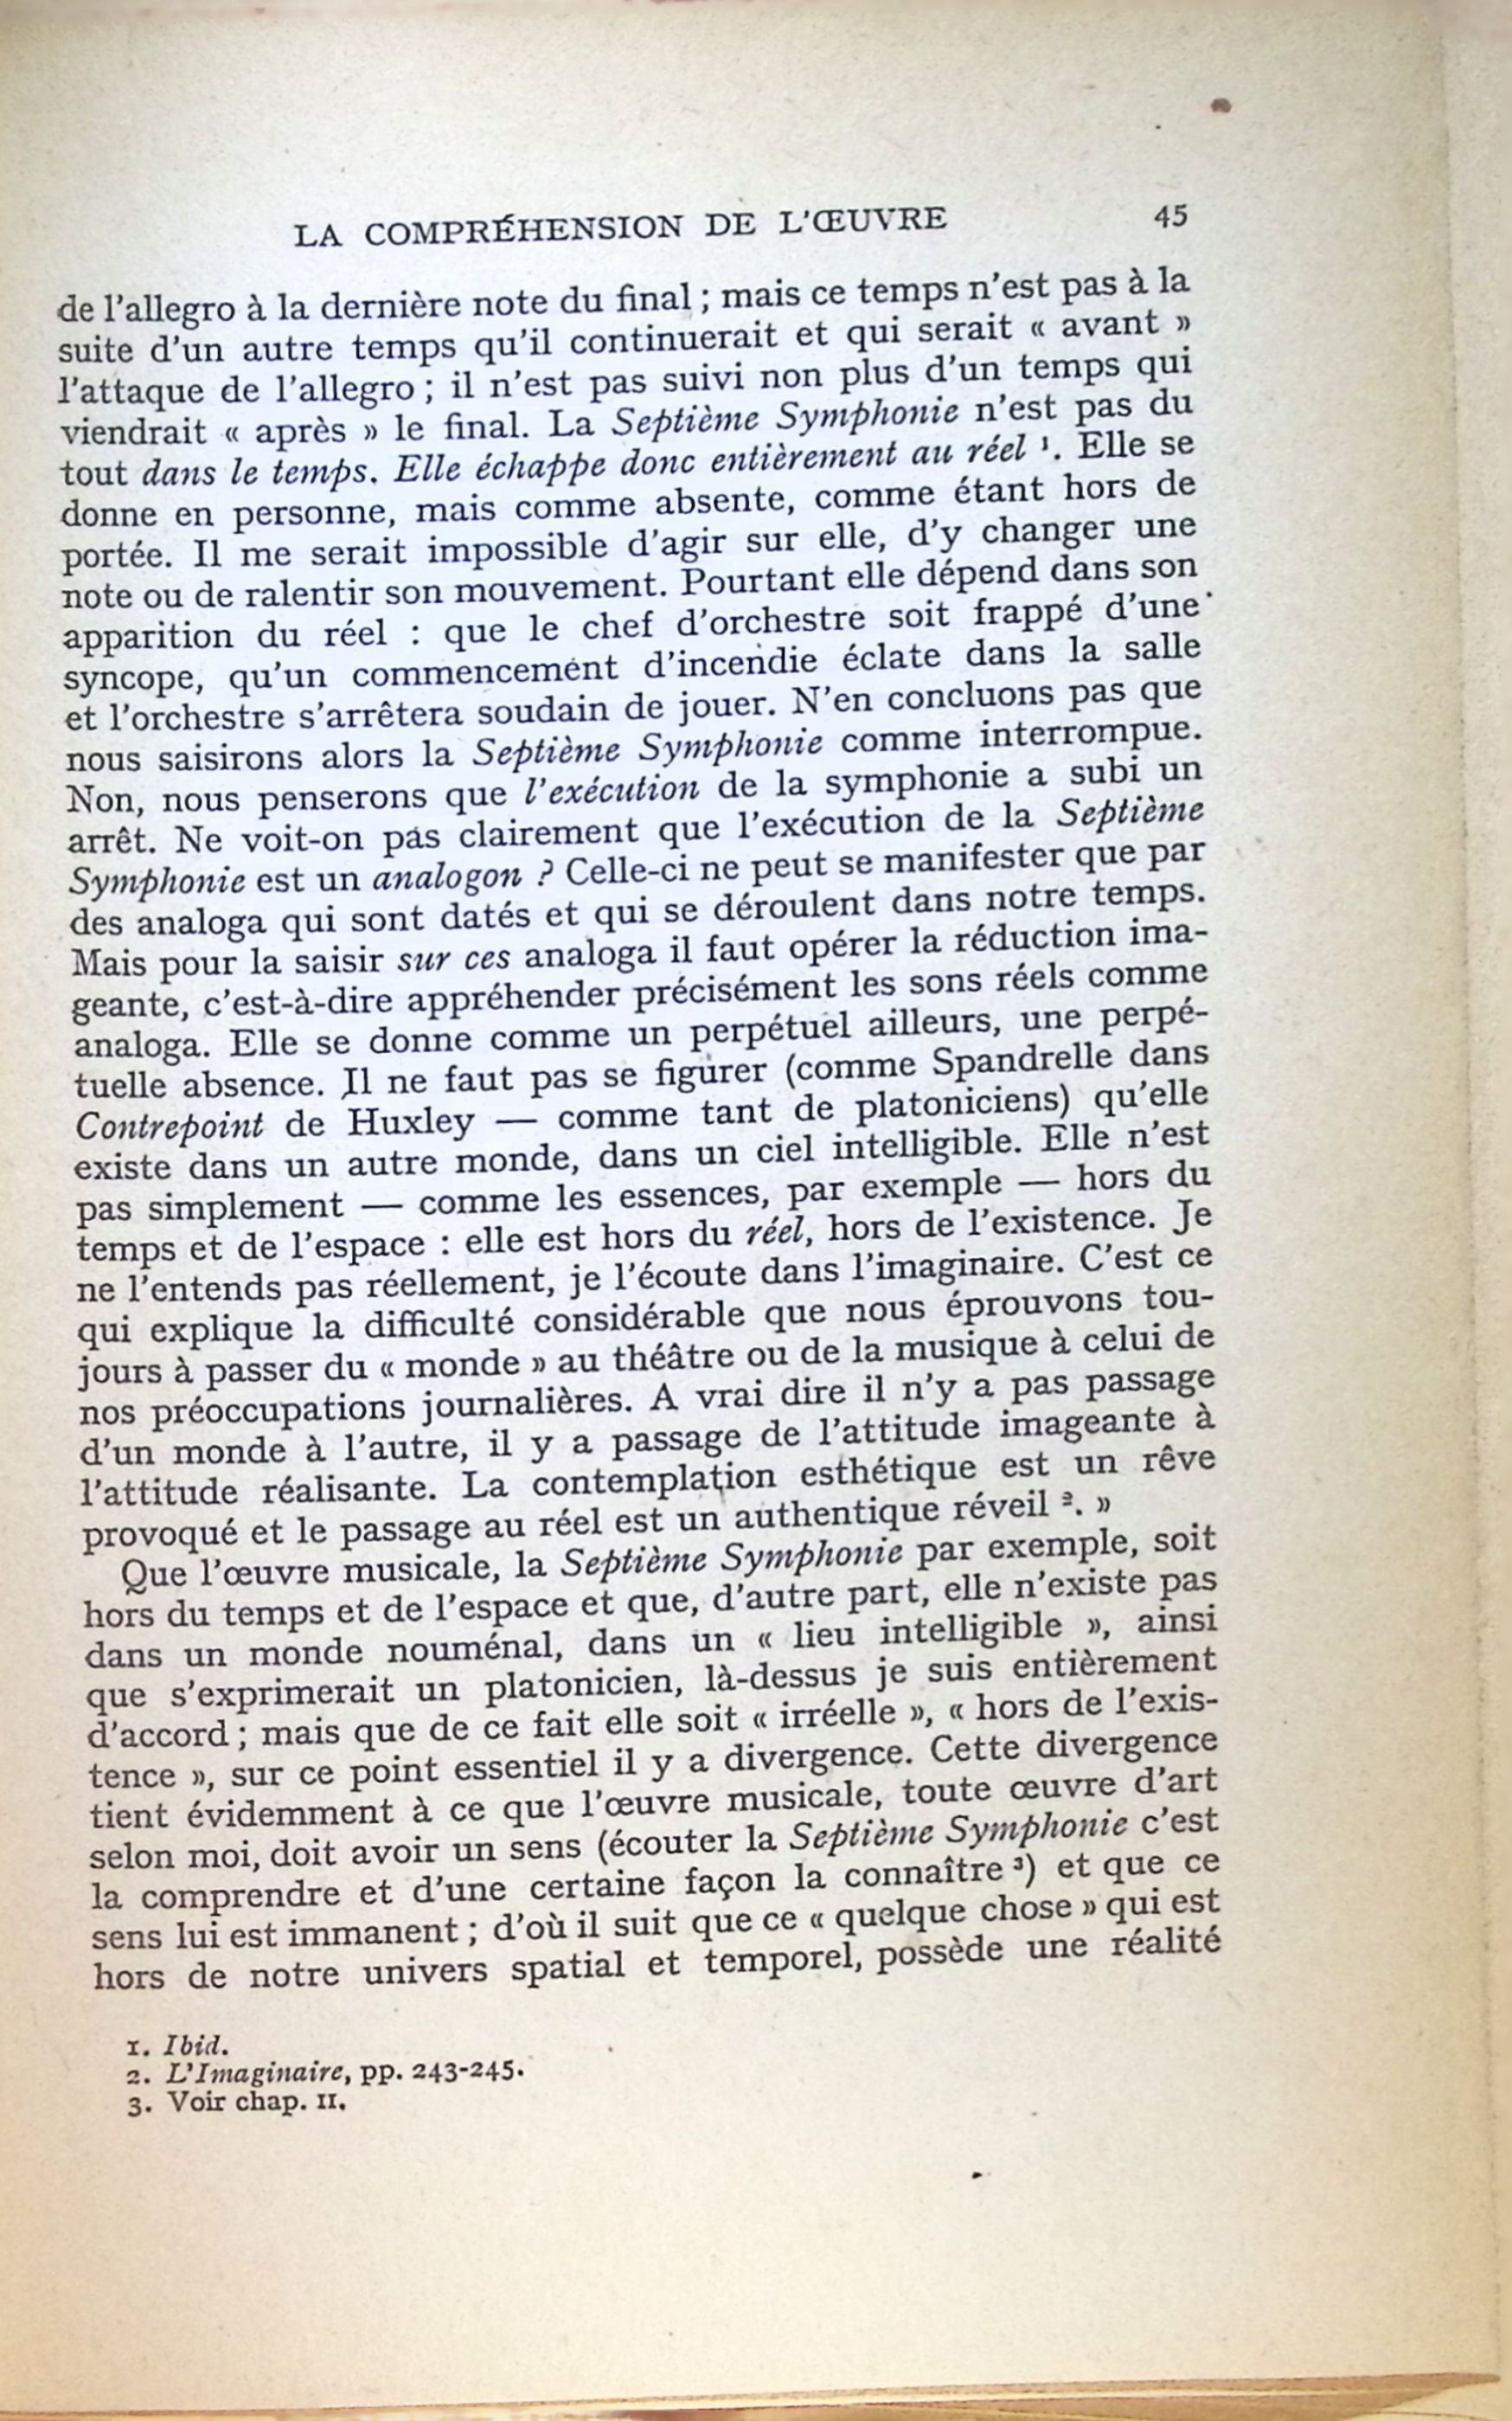 LA COMPRÉHENSION DE L'ŒUVRE 45
de l'allegro à la dernière note du final ; mais ce temps n'est pas à la
suite d'un autre temps qu'il continuerait et qui serait « avant »
l'attaque de l'allegro ; il n'est pas suivi non plus d'un temps qui
viendrait « après » le final. La Septième Symphonie n'est pas du
tout dans le temps. Elle échappe donc entièrement au réel ¹. Elle se
donne en personne, mais comme absente, comme étant hors de
portée. Il me serait impossible d'agir sur elle, d'y changer une
note ou de ralentir son mouvement. Pourtant elle dépend dans son
apparition du réel : que le chef d'orchestre soit frappé d'une
syncope, qu'un commencement d'incendie éclate dans la salle
et l'orchestre s'arrêtera soudain de jouer. N'en concluons pas que
nous saisirons alors la Septième Symphonie comme interrompue.
Non, nous penserons que l'exécution de la symphonie a subi un
arrêt. Ne voit-on pas clairement que l'exécution de la Septième
Symphonie est un analogon ? Celle-ci ne peut se manifester que par
des analoga qui sont datés et qui se déroulent dans notre temps.
Mais pour la saisir sur ces analoga il faut opérer la réduction ima-
geante, c'est-à-dire appréhender précisément les sons réels comme
analoga. Elle se donne comme un perpétuel ailleurs, une perpé-
tuelle absence. Il ne faut pas se figurer (comme Spandrelle dans
Contrepoint de Huxley — comme tant de platoniciens) qu'elle
existe dans un autre monde, dans un ciel intelligible. Elle n'est
pas simplement — comme les essences, par exemple — hors du
temps et de l'espace : elle est hors du réel, hors de l'existence. Je
ne l'entends pas réellement, je l'écoute dans l'imaginaire. C'est ce
qui explique la difficulté considérable que nous éprouvons tou-
jours à passer du « monde » au théâtre ou de la musique à celui de
nos préoccupations journalières. A vrai dire il n'y a pas passage
d'un monde à l'autre, il y a passage de l'attitude imageante à
l'attitude réalisante. La contemplation esthétique est un rêve
provoqué et le passage au réel est un authentique réveil ². »
Que l'œuvre musicale, la Septième Symphonie par exemple, soit
hors du temps et de l'espace et que, d'autre part, elle n'existe pas
dans un monde nouménal, dans un « lieu intelligible », ainsi
que s'exprimerait un platonicien, là-dessus je suis entièrement
d'accord ; mais que de ce fait elle soit « irréelle », « hors de l'exis-
tence », sur ce point essentiel il y a divergence. Cette divergence
tient évidemment à ce que l'œuvre musicale, toute œuvre d'art
selon moi, doit avoir un sens (écouter la Septième Symphonie c'est
la comprendre et d'une certaine façon la connaître ³) et que ce
sens lui est immanent ; d'où il suit que ce « quelque chose » qui est
hors de notre univers spatial et temporel, possède une réalité
1. Ibid.
2. L'Imaginaire, pp. 243-245.
3. Voir chap. II.